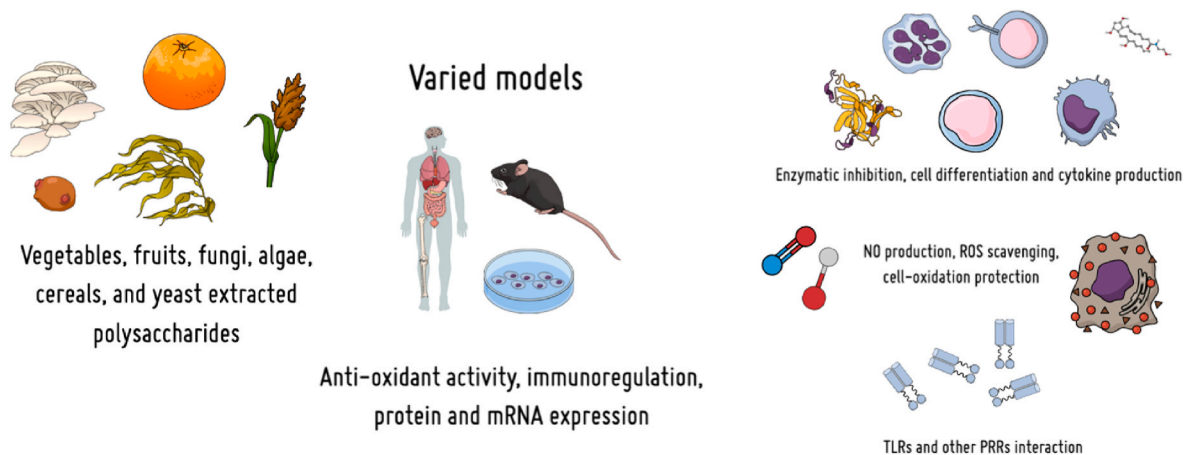 Varied models
Vegetables, fruits, fungi, algae,
cereals, and yeast extracted
polysaccharides
Anti-oxidant activity, immunoregulation,
protein and mRNA expression
Enzymatic inhibition, cell differentiation and cytokine production
NO production, ROS scavenging,
cell-oxidation protection
TLRs and other PRRs interaction